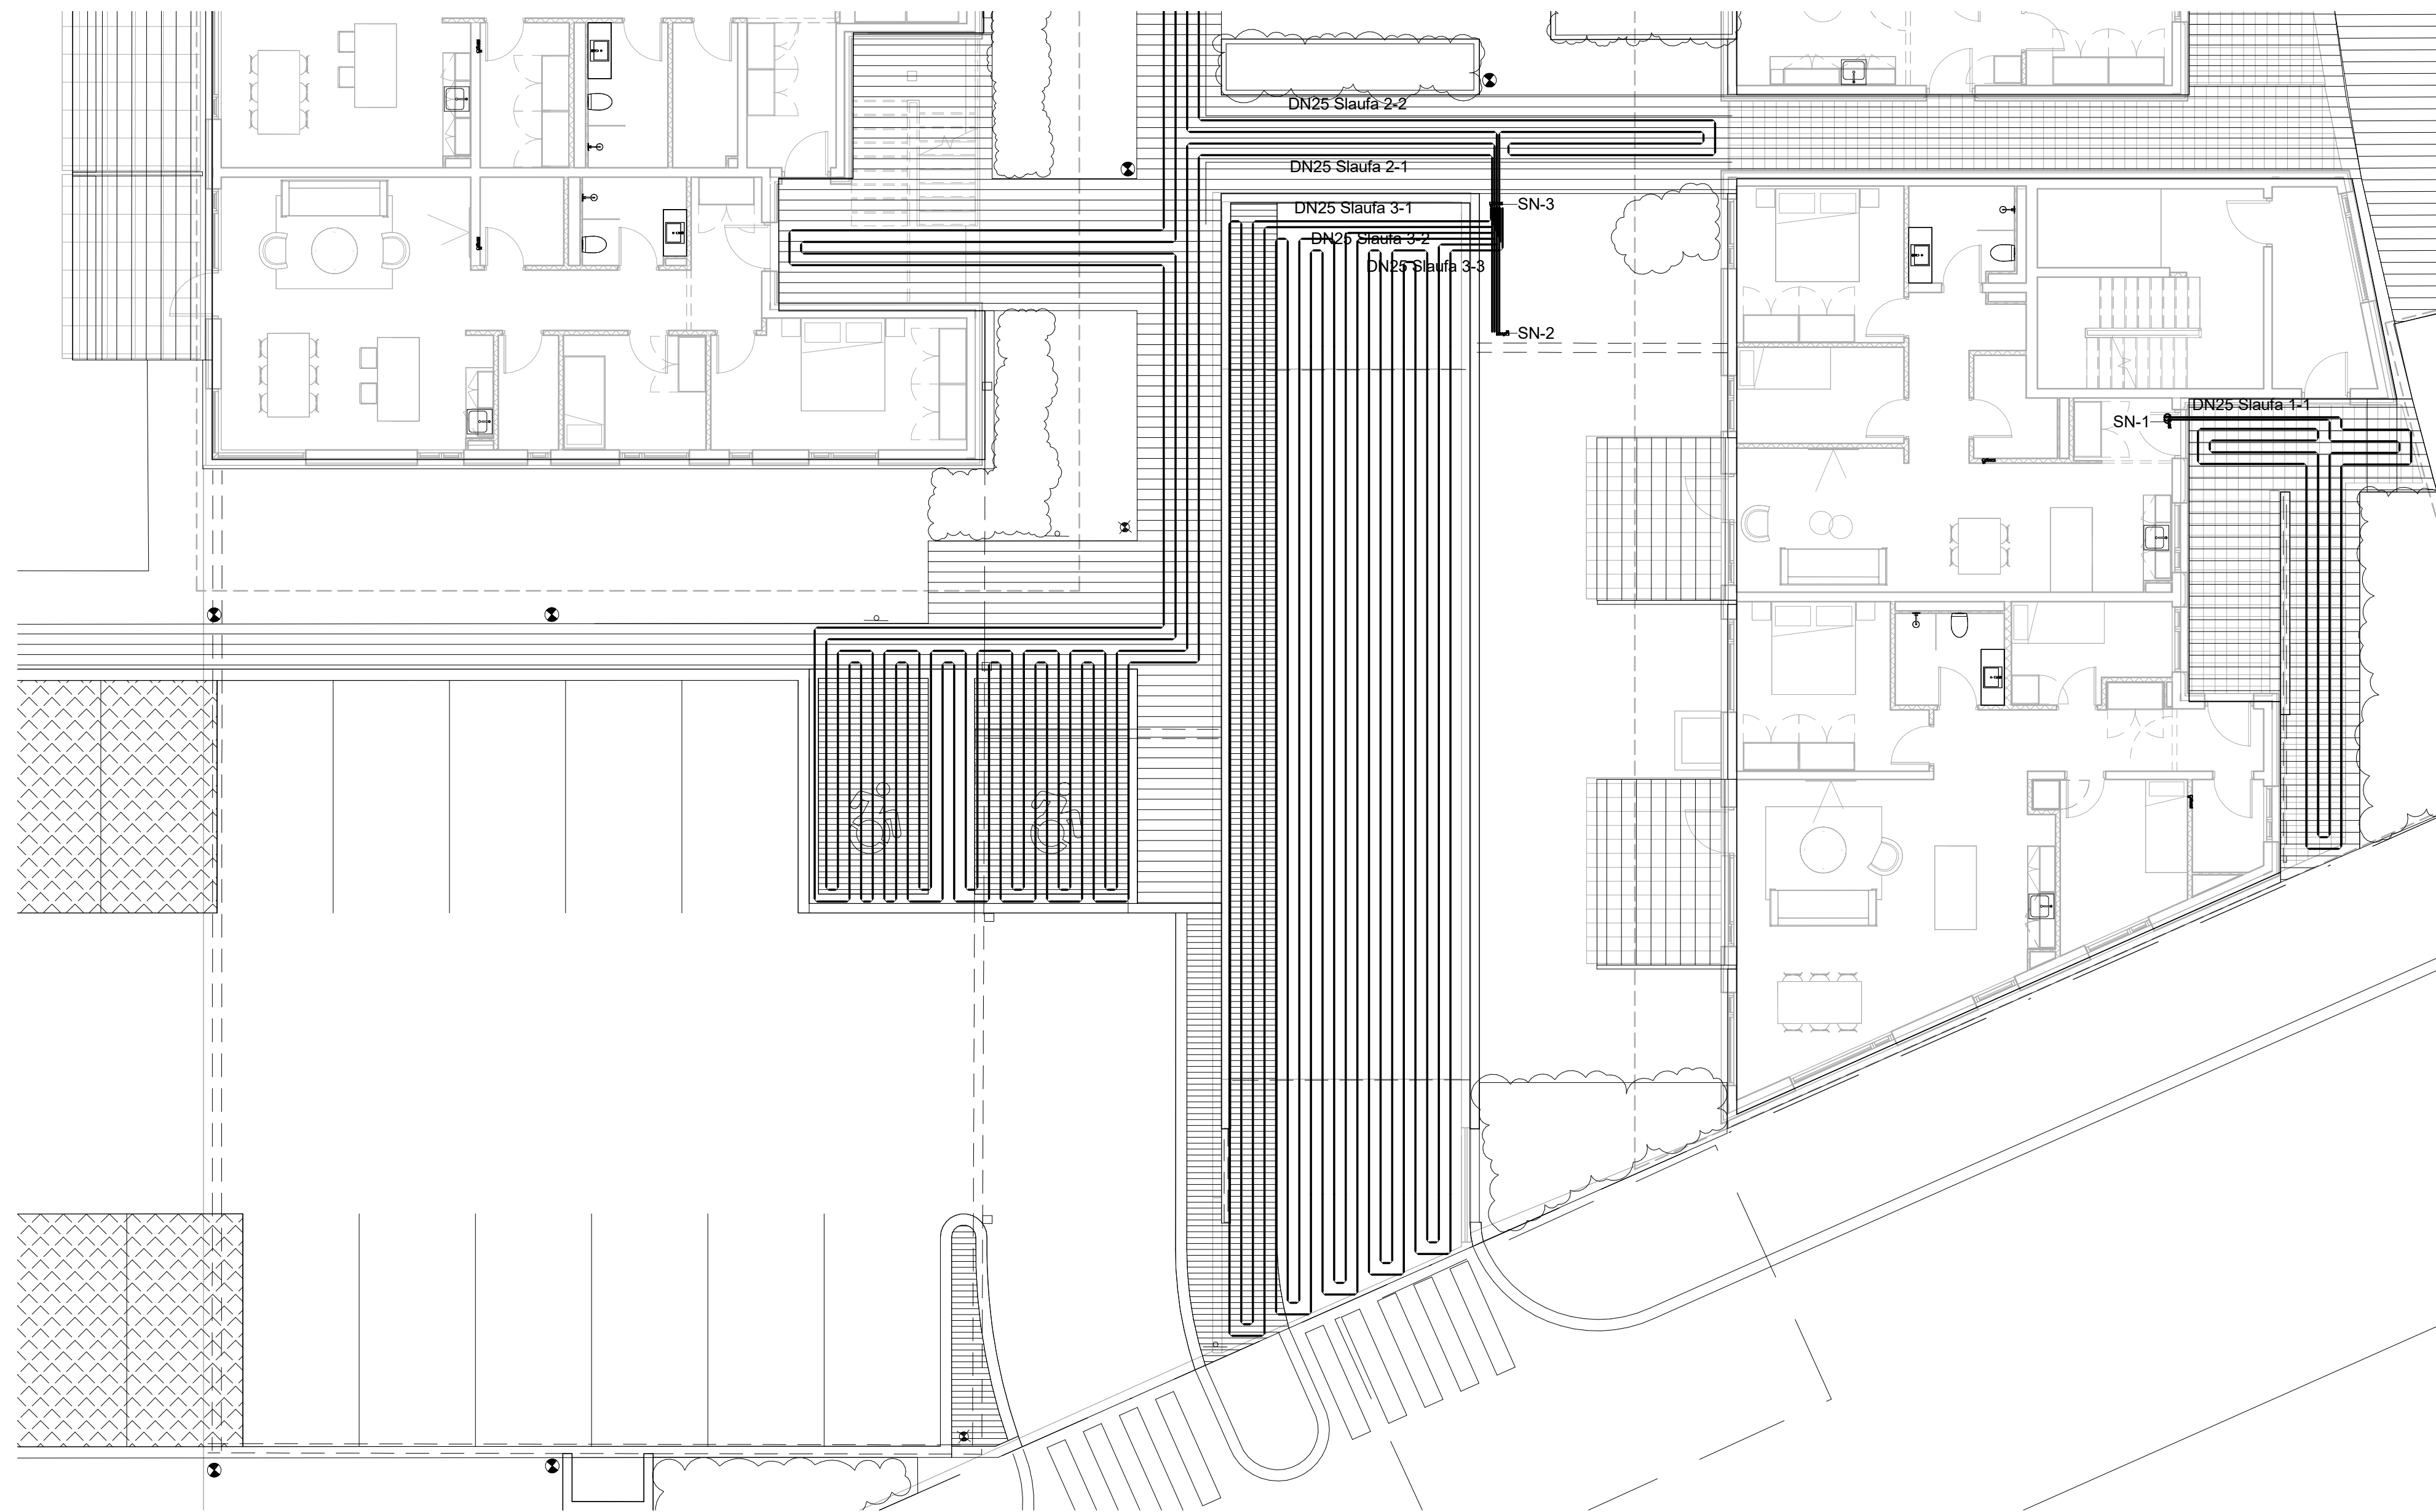 DN25 Slaufa 2-2
DN25 Slaufa 2-1
DN25 Slaufa 3-1
SN-3
DN25 Slaufa 3-2
DN25 Slaufa 3-3
SN-2
DN25 Slaufa 1-1
SN-1